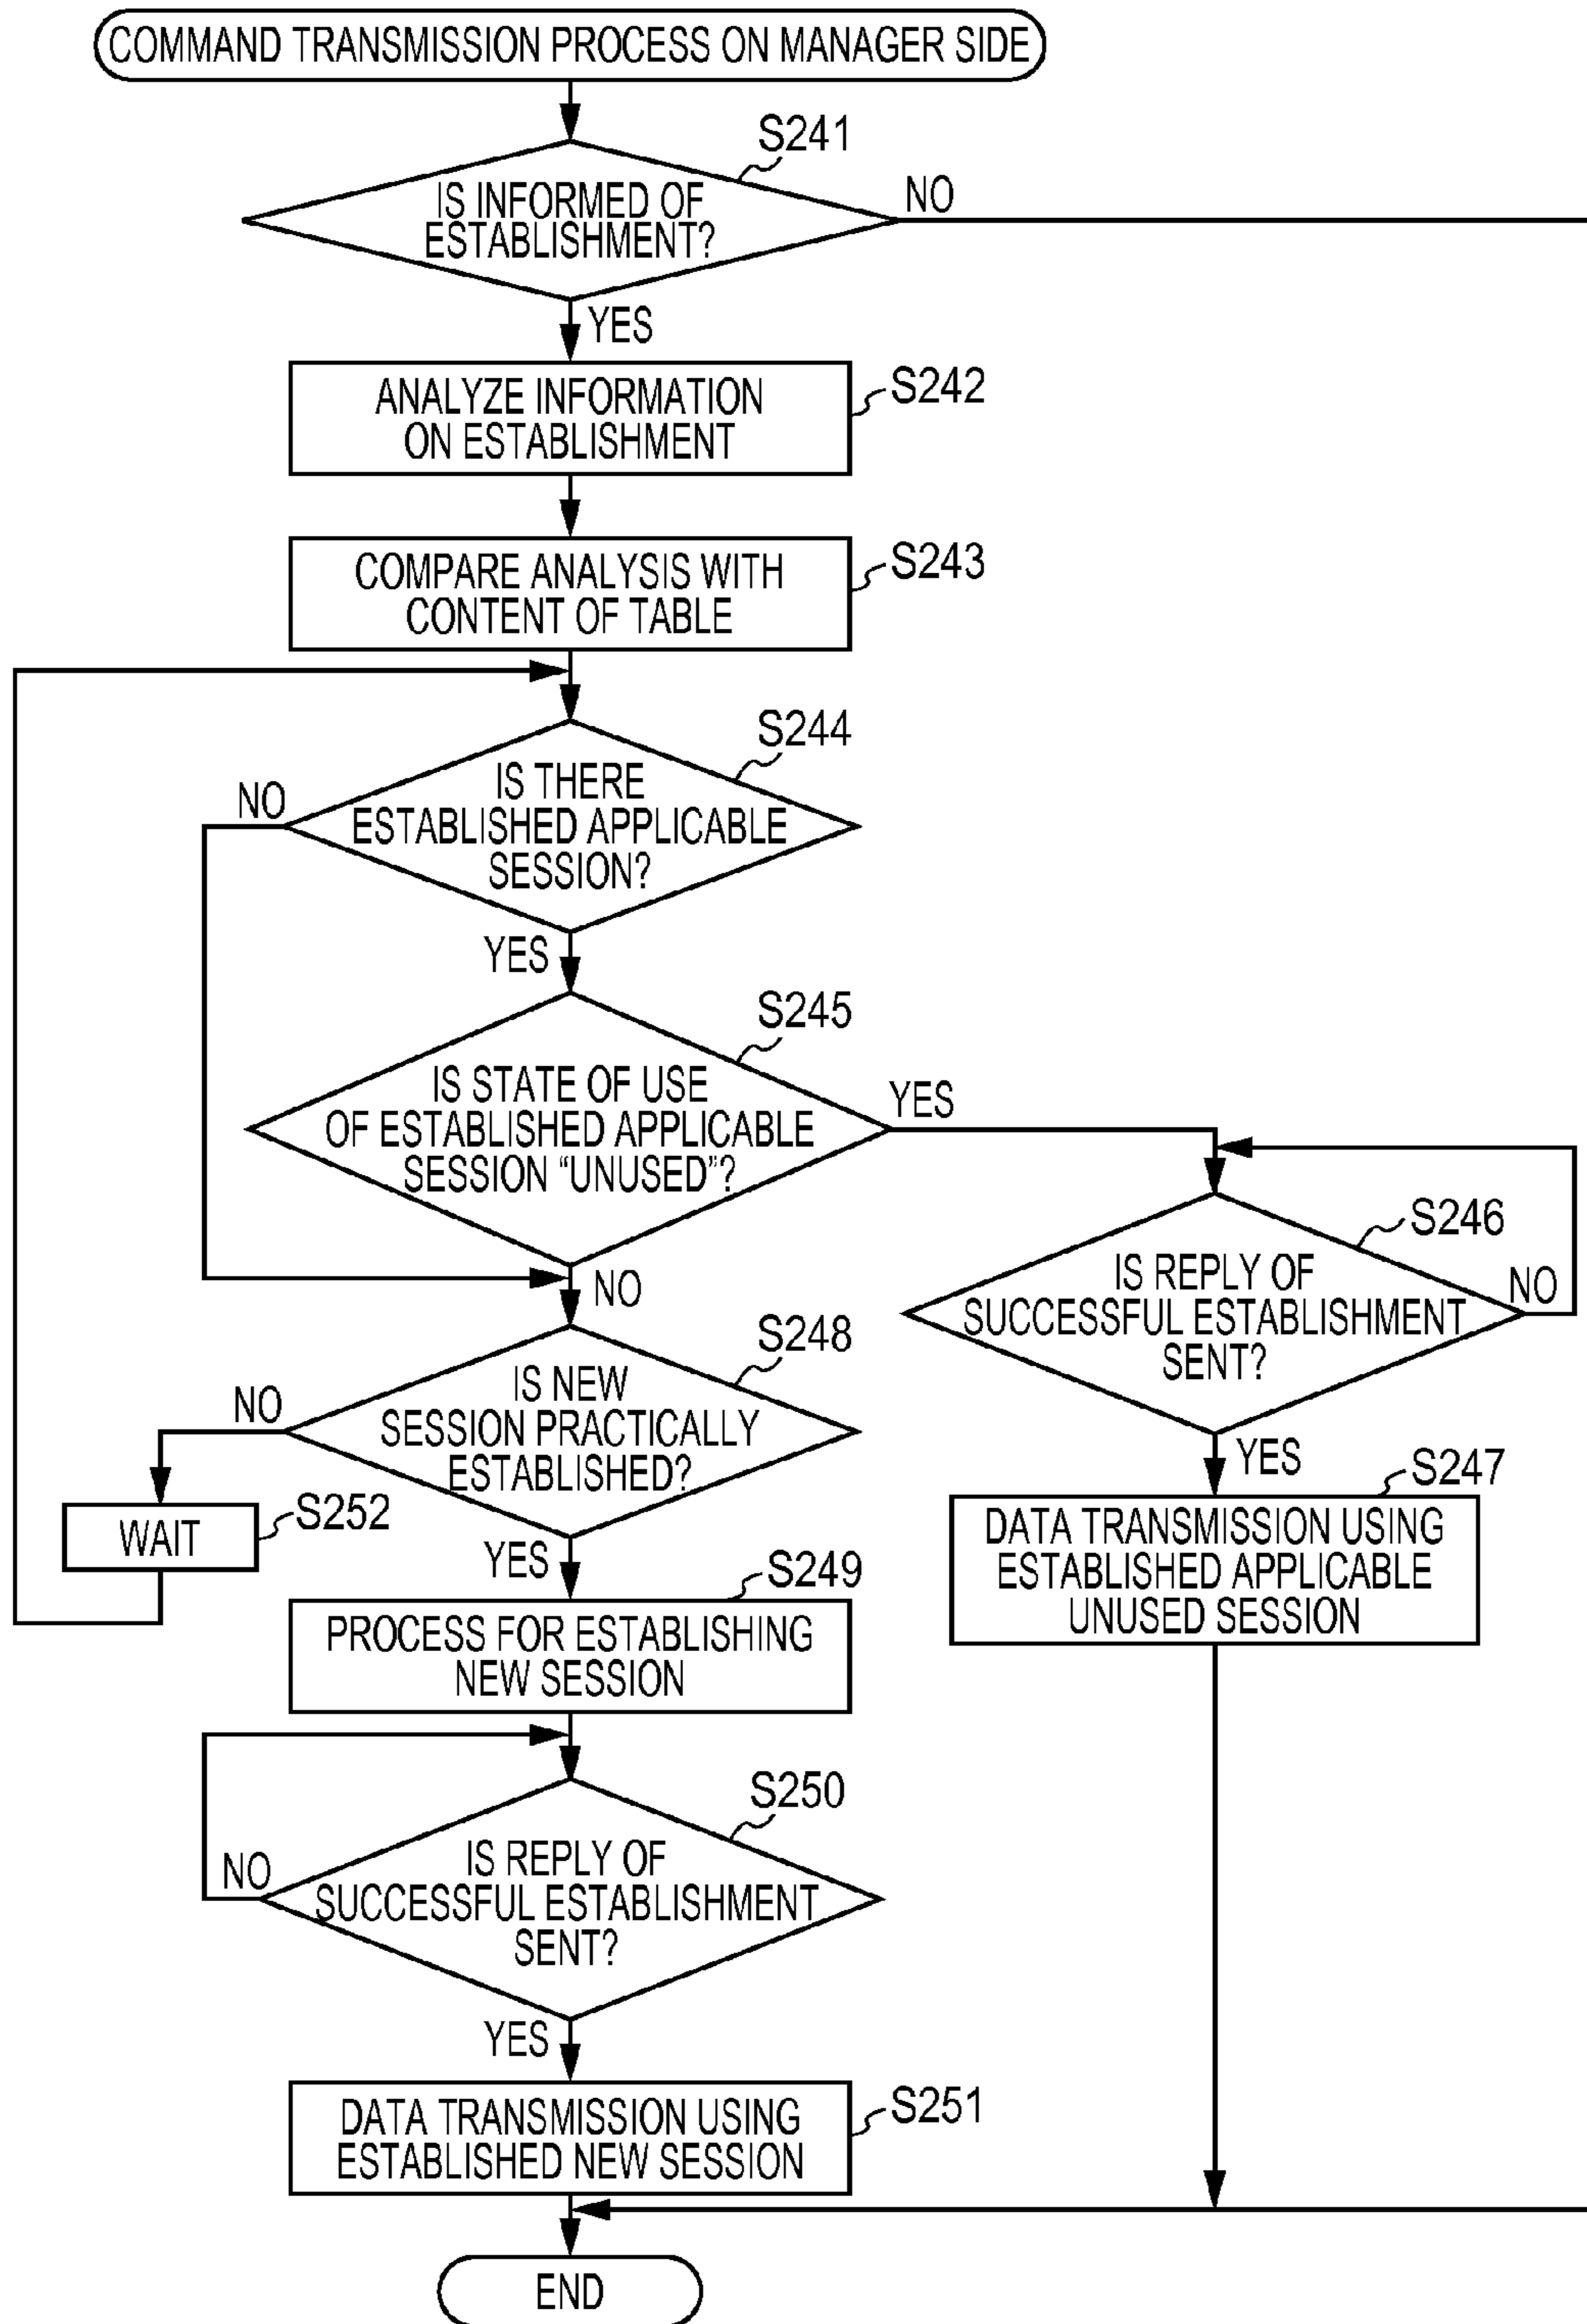 COMMAND TRANSMISSION PROCESS ON MANAGER SIDE
S241
IS INFORMED OF
ESTABLISHMENT?
NO
YES
ANALYZE INFORMATION
ON ESTABLISHMENT
S242
COMPARE ANALYSIS WITH
CONTENT OF TABLE
S243
S244
IS THERE
ESTABLISHED APPLICABLE
SESSION?
NO
YES
S245
IS STATE OF USE
OF ESTABLISHED APPLICABLE
SESSION “UNUSED”?
YES
NO
S246
IS REPLY OF
SUCCESSFUL ESTABLISHMENT
SENT?
NO
YES
S247
DATA TRANSMISSION USING
ESTABLISHED APPLICABLE
UNUSED SESSION
S248
IS NEW
SESSION PRACTICALLY
ESTABLISHED?
NO
WAIT
S252
YES
S249
PROCESS FOR ESTABLISHING
NEW SESSION
S250
IS REPLY OF
SUCCESSFUL ESTABLISHMENT
SENT?
NO
YES
DATA TRANSMISSION USING
ESTABLISHED NEW SESSION
S251
END